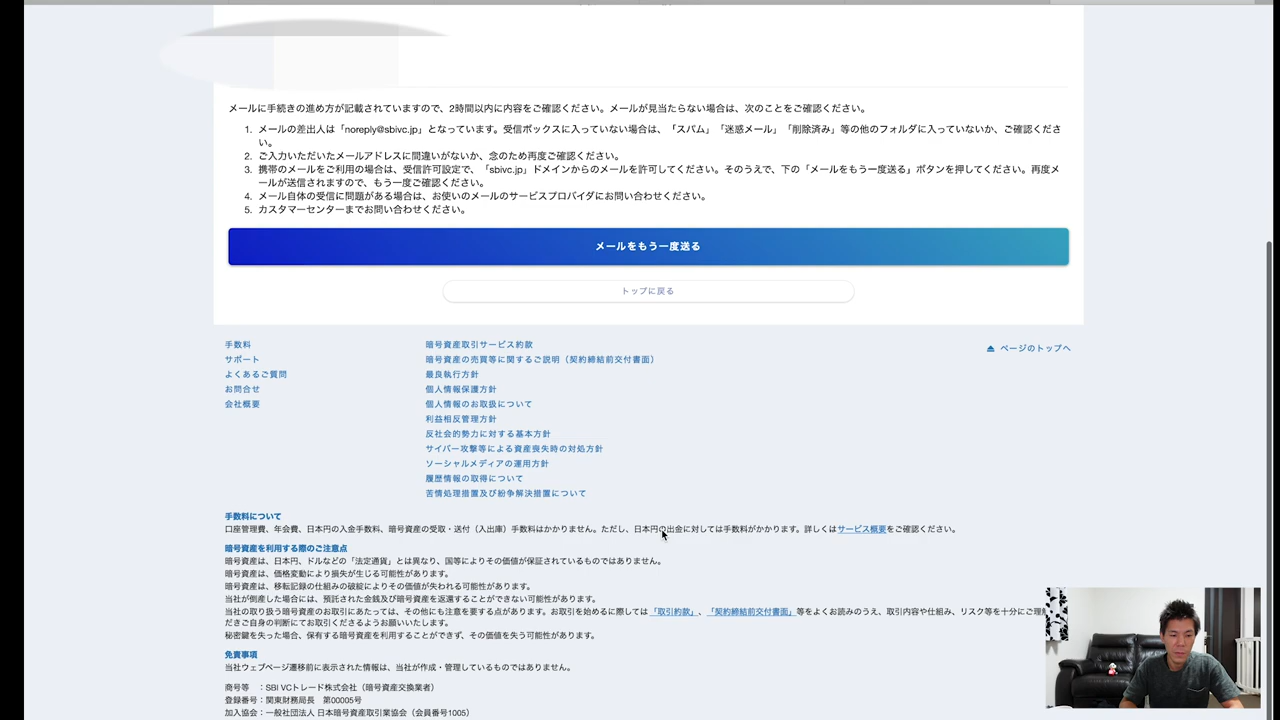 メールに手続きの進め方が記載されていますので、2時間以内に内容をご確認ください。メールが見当たらない場合は、次のことをご確認ください。
1. メールの差出人は「noreply@sbivc.jp」となっています。受信ボックスに入っていない場合は、「スパム」「迷惑メール」「削除済み」等の他のフォルダに入っていないか、ご確認くださ
い。
2. ご入力いただいたメールアドレスに間違いがないか、念のため再度ご確認ください。
3. 携帯のメールをご利用の場合は、受信許可設定で、「sbivc.jp」ドメインからのメールを許可してください。そのうえで、下の「メールをもう一度送る」ボタンを押してください。再度メ
ールが送信されますので、もう一度ご確認ください。
4. メール自体の受信に問題がある場合は、お使いのメールのサービスプロバイダにお問い合わせください。
5. カスタマーセンターまでお問い合わせください。
メールをもう一度送る
トップに戻る
手数料
サポート
よくあるご質問
お問合せ
会社概要
暗号資産取引サービス約款
暗号資産の売買等に関するご説明（契約締結前交付書面）
最良執行方針
個人情報保護方針
個人情報のお取扱について
利益相反管理方針
反社会的勢力に対する基本方針
サイバー攻撃等による資産喪失時の対処方針
ソーシャルメディアの運用方針
履歴情報の取得について
苦情処理措置及び紛争解決措置について
ページのトップへ
手数料について
口座管理費、年会費、日本円の入金手数料、暗号資産の受取・送付（入出庫）手数料はかかりません。ただし、日本円の出金に対しては手数料がかかります。詳しくはサービス概要をご確認ください。
暗号資産を利用する際のご注意点
暗号資産は、日本円、ドルなどの「法定通貨」とは異なり、国等によりその価値が保証されているものではありません。
暗号資産は、価格変動により損失が生じる可能性があります。
暗号資産は、移転記録の仕組みの破綻によりその価値が失われる可能性があります。
当社が倒産した場合には、預託された金銭及び暗号資産を返還することができない可能性があります。
当社の取り扱う暗号資産のお取引にあたっては、その他にも注意を要する点があります。お取引を始めるに際しては「取引約款」、「契約締結前交付書面」等をよくお読みのうえ、取引内容や仕組み、リスク等を十分にご理
だきご自身の判断にてお取引くださるようお願いいたします。
秘密鍵を失った場合、保有する暗号資産を利用することができず、その価値を失う可能性があります。
免責事項
当社ウェブページ遷移前に表示された情報は、当社が作成・管理しているものではありません。
商号等　：SBI VCトレード株式会社（暗号資産交換業者）
登録番号：関東財務局長　第00005号
加入協会：一般社団法人 日本暗号資産取引業協会（会員番号1005）